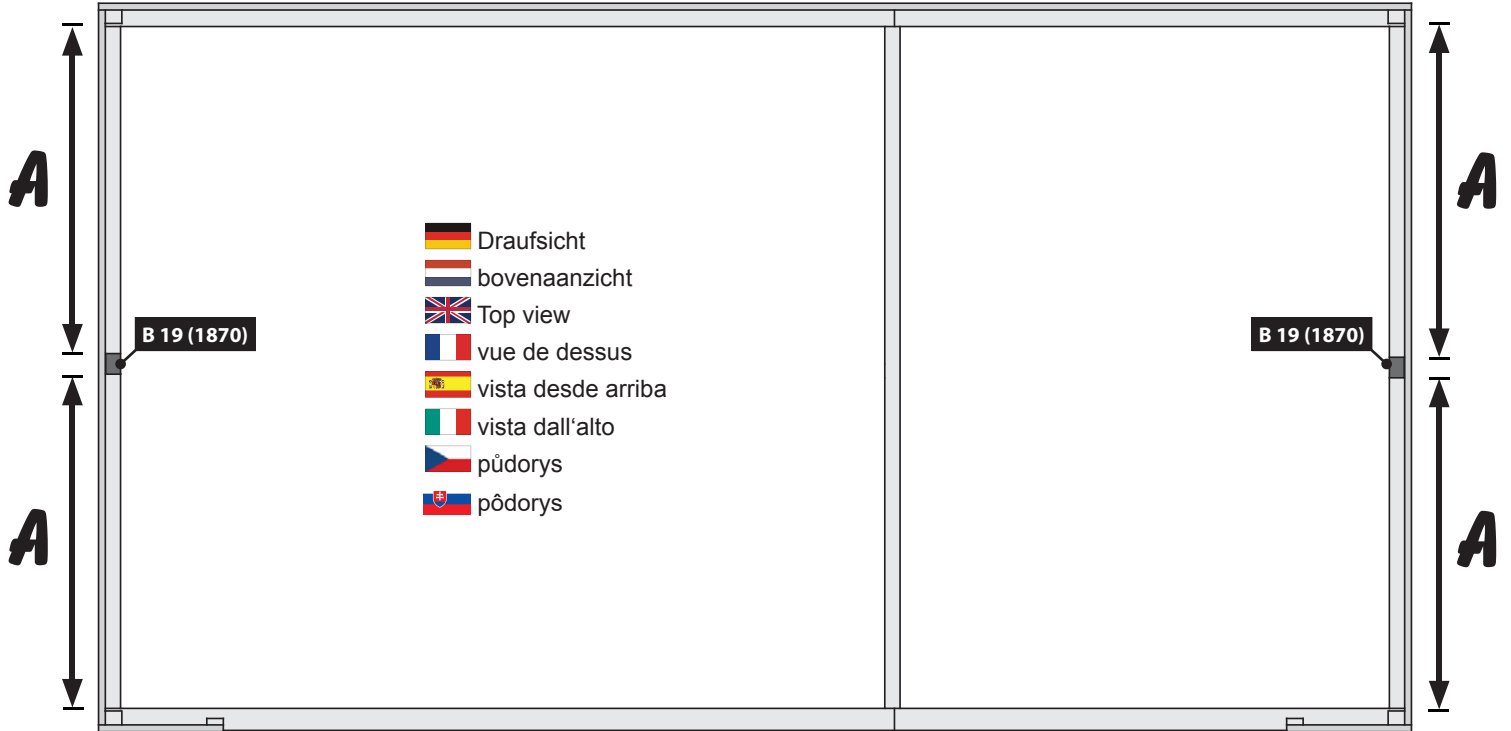 A
A
Draufsicht
bovenaanzicht
Top view
B 19 (1870)
B 19 (1870)
vue de dessus
vista desde arriba
vista dall‘alto
půdorys
pôdorys
A
A